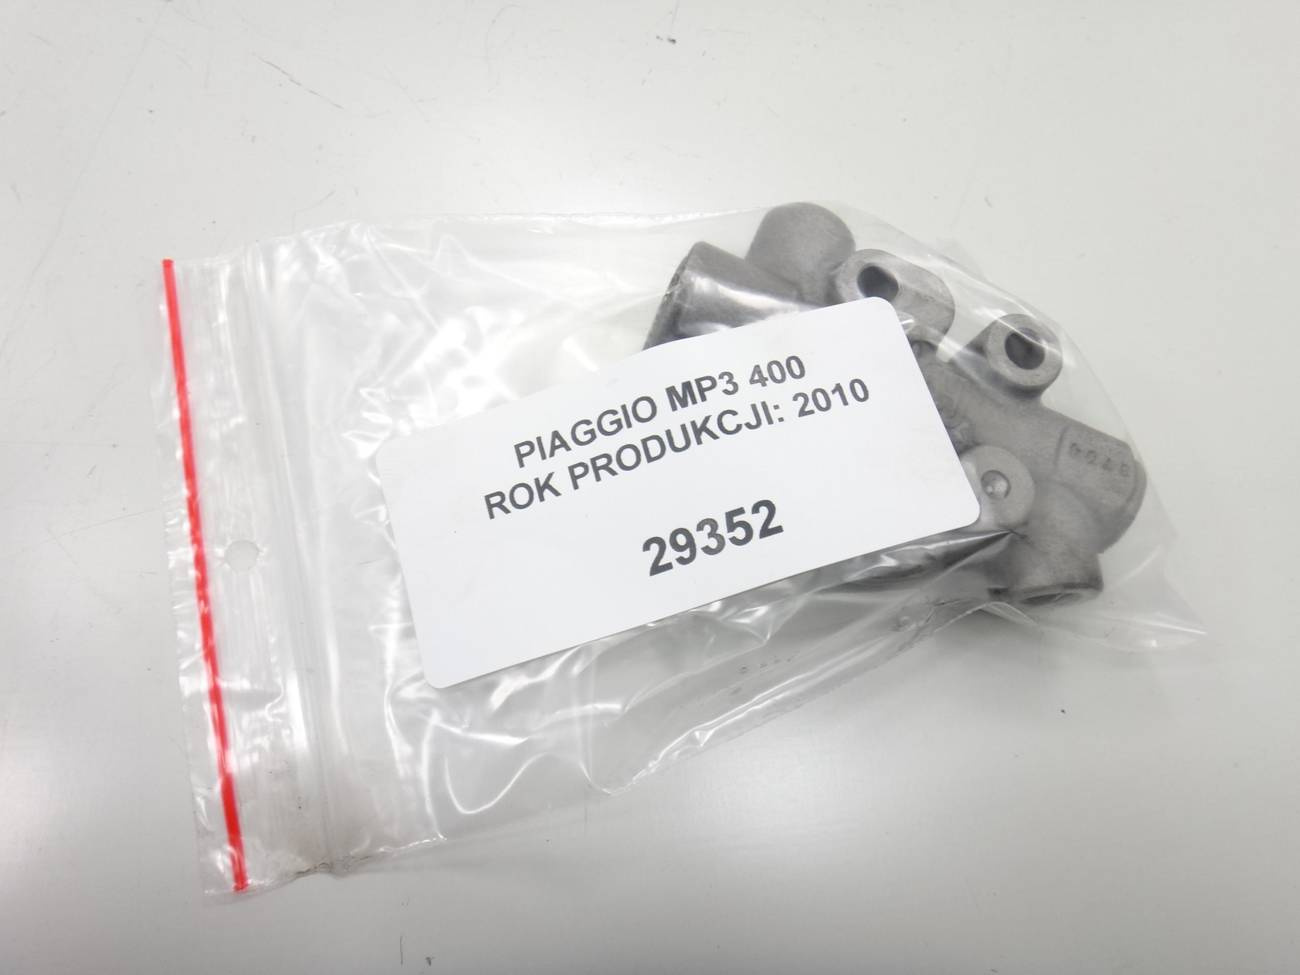 PIAGGIO MP3 400
ROK PRODUKCJI: 2010
29352